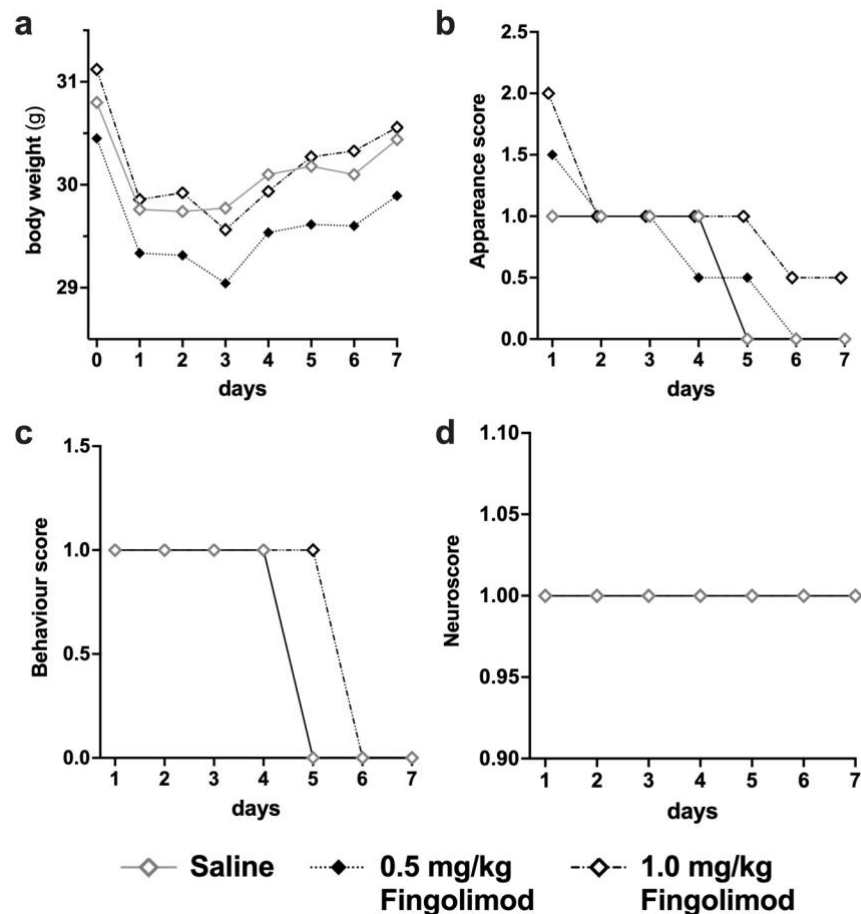 a
31
30
29
body weight (g)
0 1 2 3 4 5 6 7
days
b
2.5
2.0
1.5
1.0
0.5
0.0
Appareance score
1 2 3 4 5 6 7
days
c
1.5
1.0
0.5
0.0
Behaviour score
1 2 3 4 5 6 7
days
d
1.10
1.05
1.00
0.95
0.90
Neuroscore
1 2 3 4 5 6 7
days
Saline
0.5 mg/kg
Fingolimod
1.0 mg/kg
Fingolimod